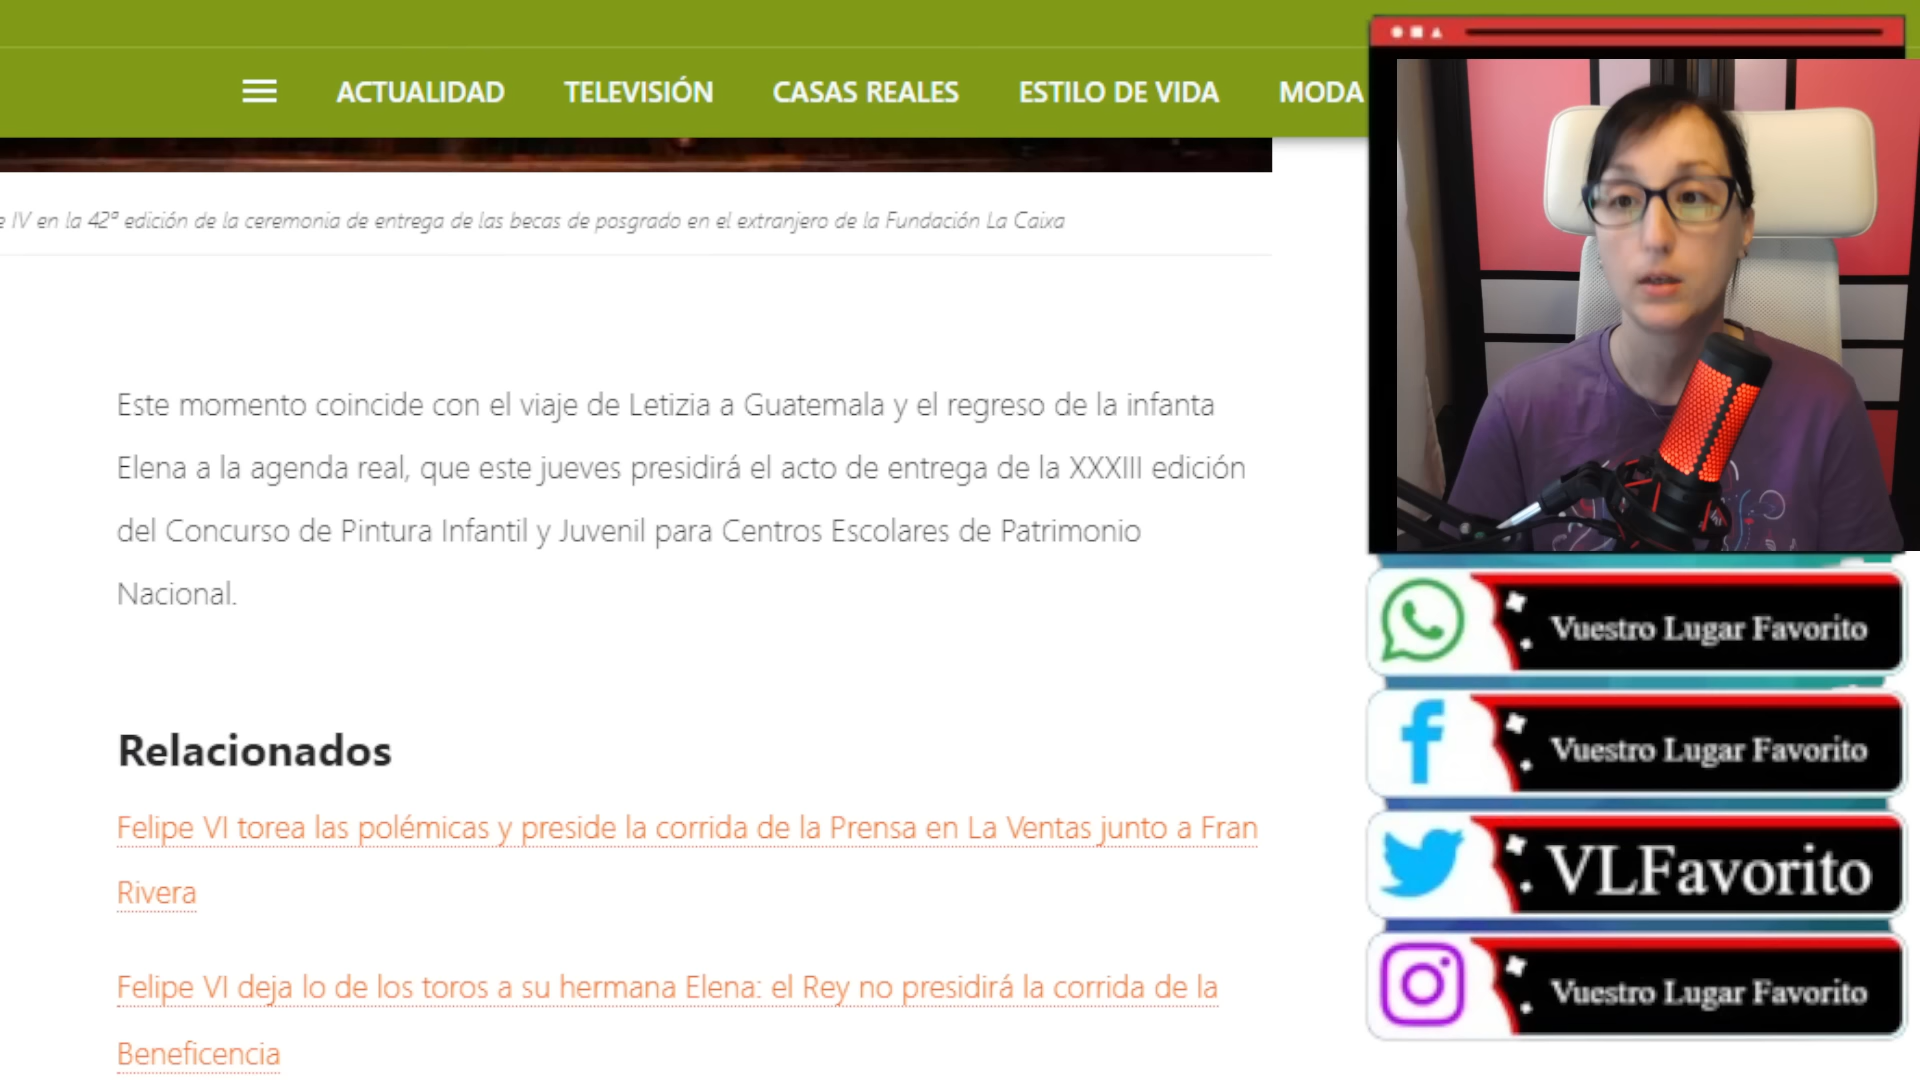 ACTUALIDAD TELEVISIÓN CASAS REALES ESTILO DE VIDA MODA
IV en la 42ª edición de la ceremonia de entrega de las becas de posgrado en el extranjero de la Fundación La Caixa
Este momento coincide con el viaje de Letizia a Guatemala y el regreso de la infanta
Elena a la agenda real, que este jueves presidirá el acto de entrega de la XXXIII edición
del Concurso de Pintura Infantil y Juvenil para Centros Escolares de Patrimonio
Nacional.
Relacionados
Felipe VI torea las polémicas y preside la corrida de la Prensa en La Ventas junto a Fran
Rivera
Felipe VI deja lo de los toros a su hermana Elena: el Rey no presidirá la corrida de la
Beneficencia
Vuestro Lugar Favorito
Vuestro Lugar Favorito
VLFavorito
Vuestro Lugar Favorito